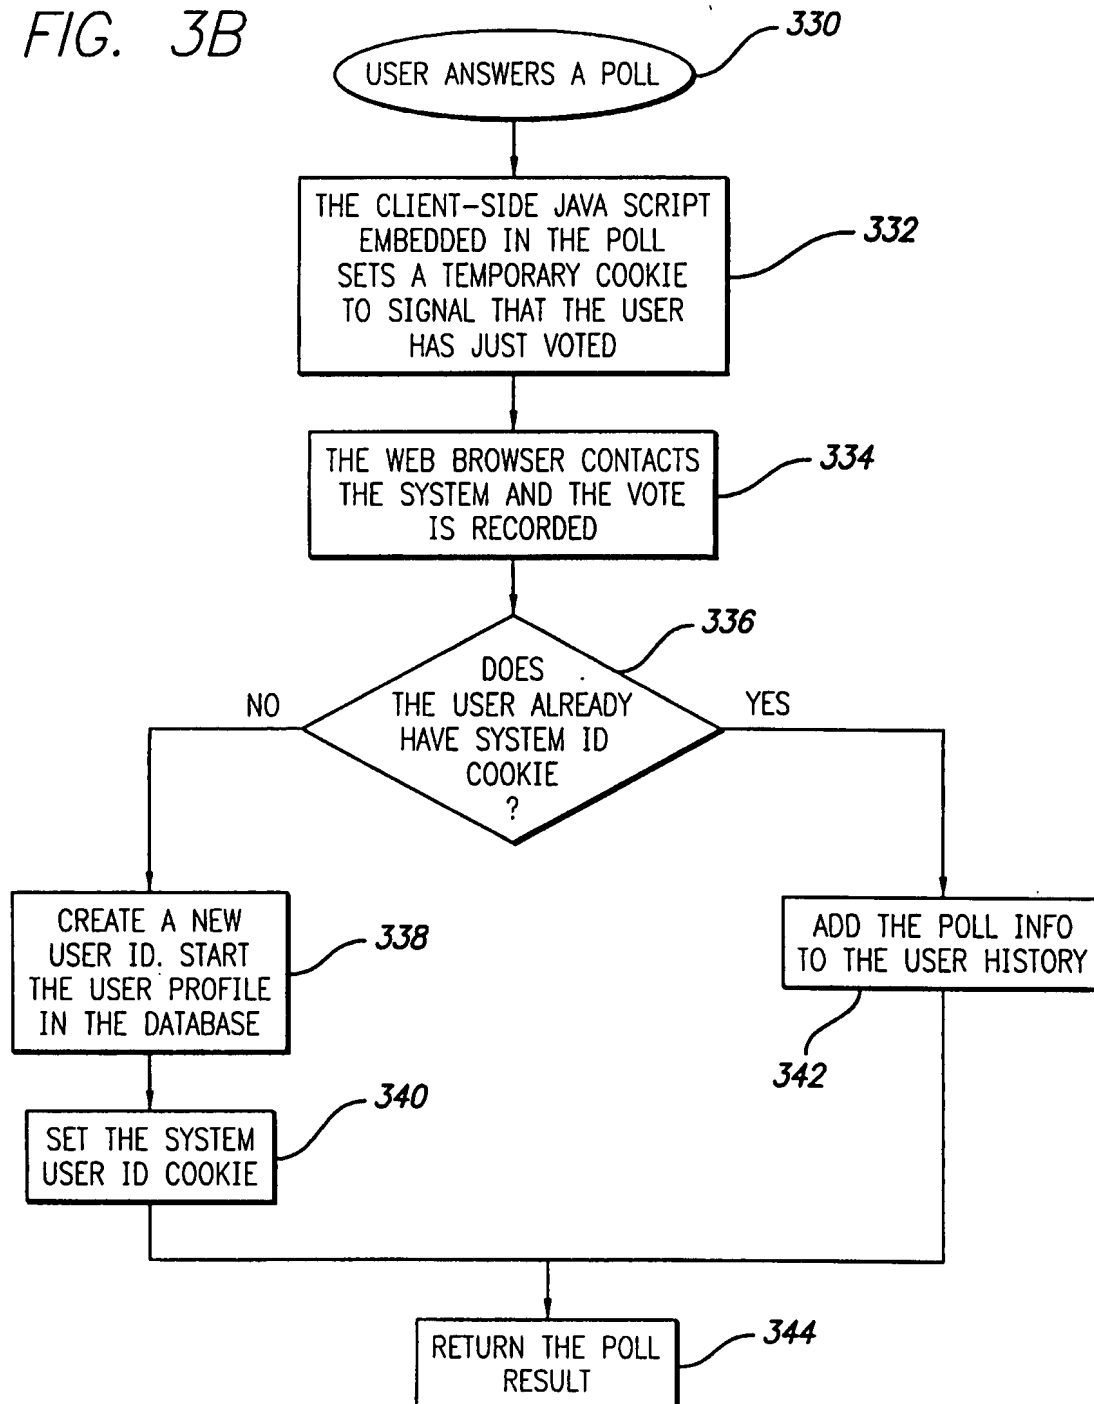 FIG. 3B
330
USER ANSWERS A POLL
THE CLIENT-SIDE JAVA SCRIPT
EMBEDDED IN THE POLL
SETS A TEMPORARY COOKIE
TO SIGNAL THAT THE USER
HAS JUST VOTED
332
THE WEB BROWSER CONTACTS
THE SYSTEM AND THE VOTE
IS RECORDED
334
336
DOES
THE USER ALREADY
HAVE SYSTEM ID
COOKIE
?
NO
YES
CREATE A NEW
USER ID. START
THE USER PROFILE
IN THE DATABASE
338
ADD THE POLL INFO
TO THE USER HISTORY
342
SET THE SYSTEM
USER ID COOKIE
340
RETURN THE POLL
RESULT
344